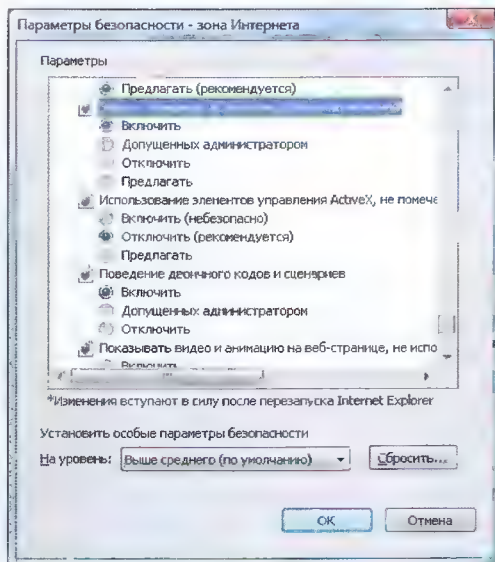 Параметры безопасности - зона Интернета
Параметры
Предлагать (рекомендуется)
Включить
Допущенных администратором
Отключить
Предлагать
Использование элементов управления ActiveX, не помече
Включить (небезопасно)
Отключить (рекомендуется)
Предлагать
Поведение двоичного кодов и сценариев
Включить
Допущенных администратором
Отключить
Показывать видео и анимацию на веб-странице, не испо
Включить
*Изменения вступают в силу после перезапуска Internet Explorer
Установить особые параметры безопасности
На уровень: Выше среднего (по умолчанию) Сбросить...
ОК Отмена